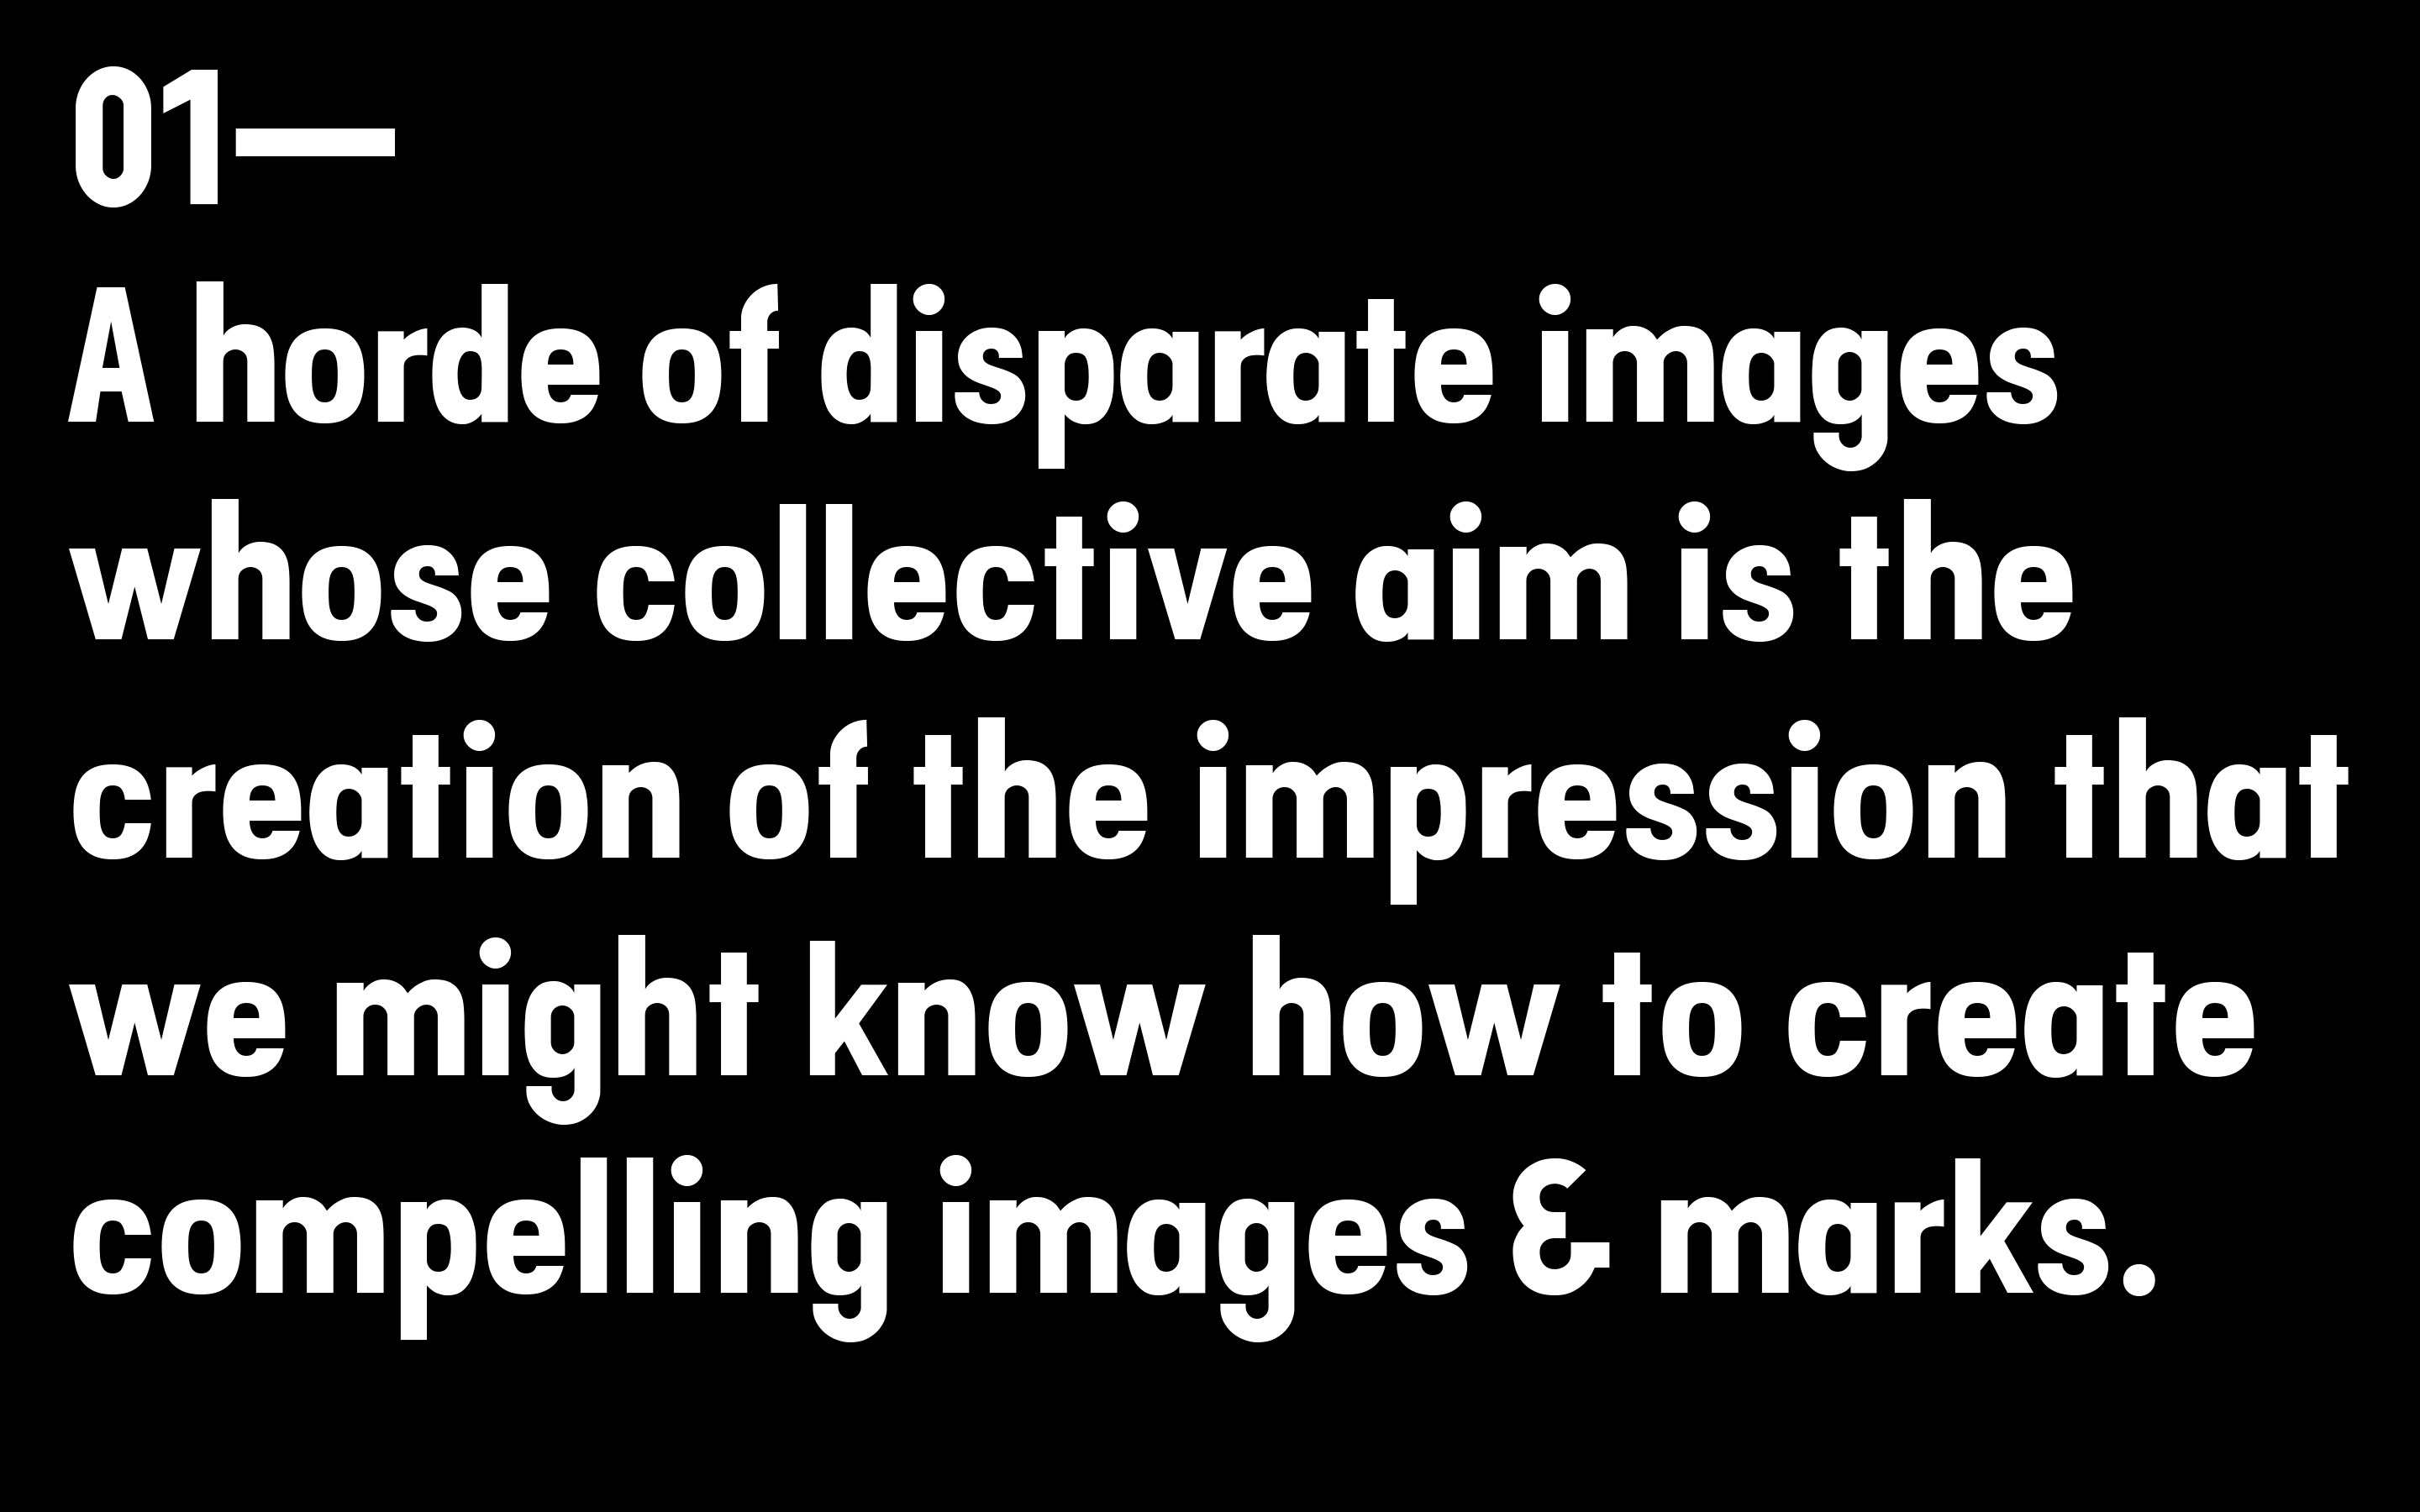 01—
A horde of disparate images
whose collective aim is the
creation of the impression that
we might know how to create
compelling images & marks.